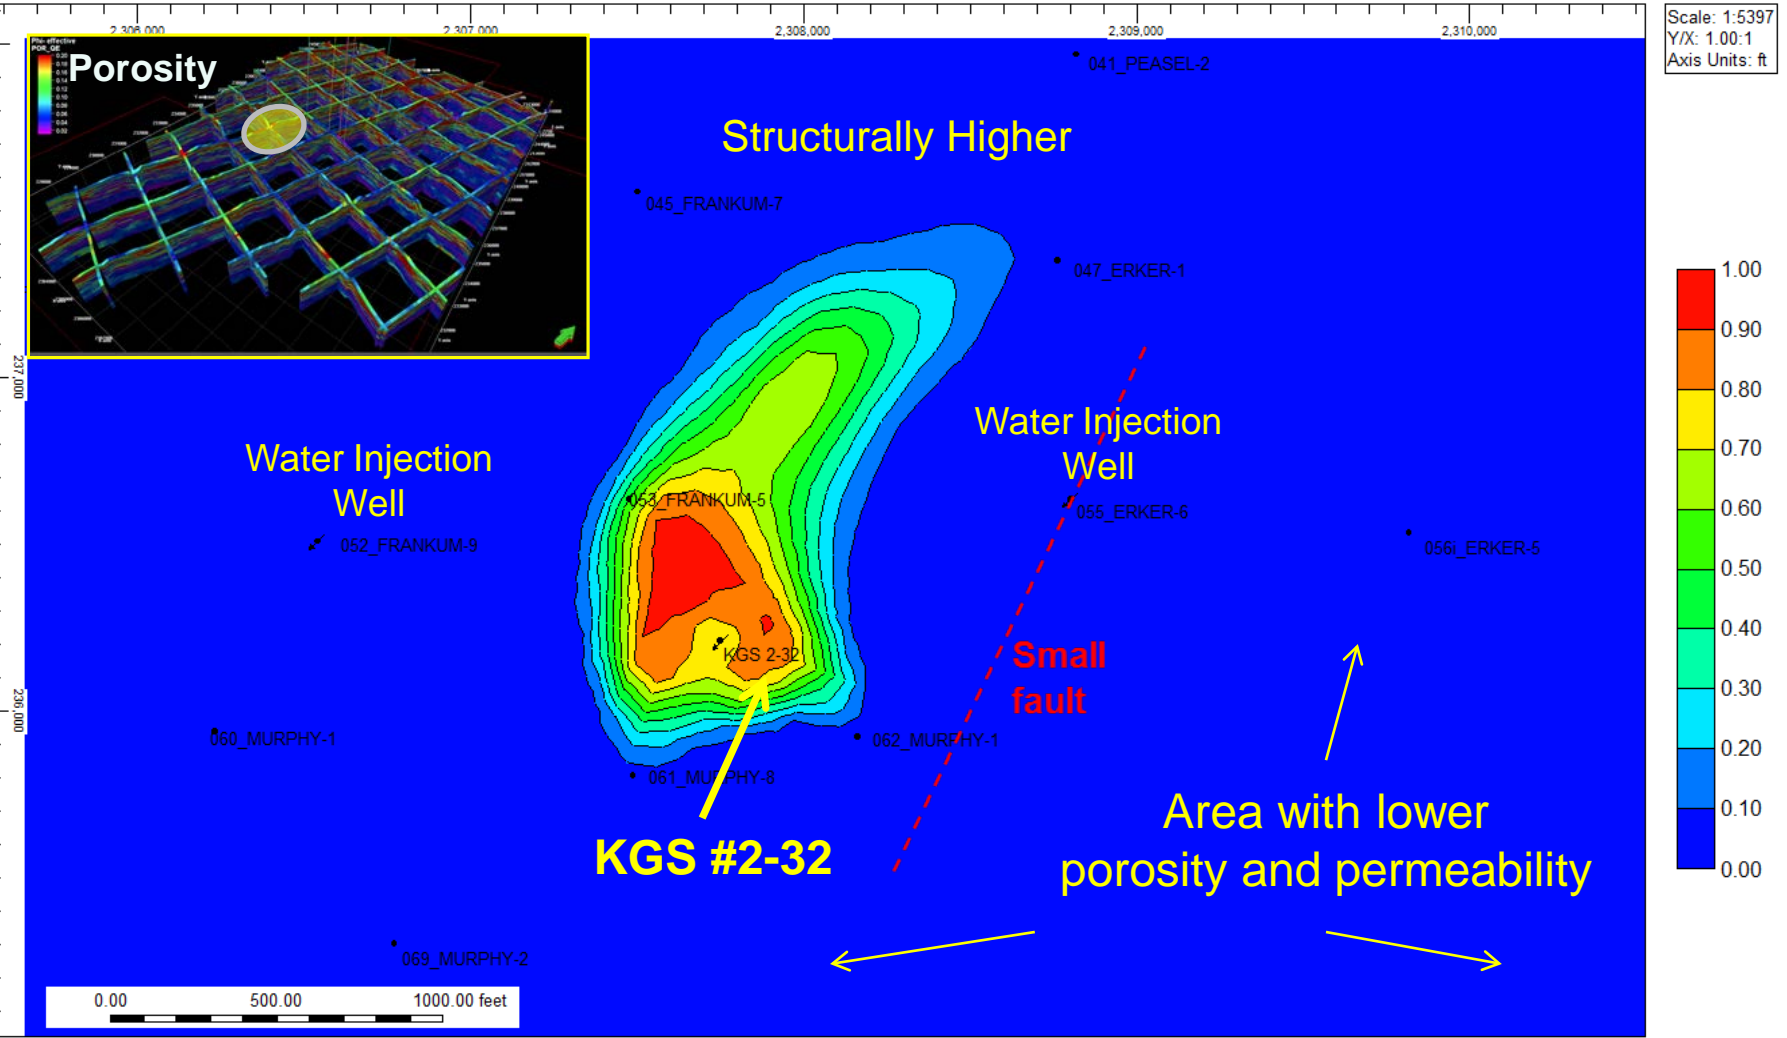 Scale: 1:5397
Y/X: 1.00:1
Axis Units: ft
2,306,000
2,307,000
2,308,000
2,309,000
2,310,000
Phi- effective
POR_QE
Porosity
041_PEASEL-2
Structurally Higher
045_FRANKUM-7
047_ERKER-1
237,000
236,000
Water Injection
Well
052_FRANKUM-9
053_FRANKUM-5
Water Injection
Well
055_ERKER-6
056i_ERKER-5
KGS 2-32
Small
fault
060_MURPHY-1
061_MURPHY-8
062_MURPHY-1
KGS #2-32
Area with lower
porosity and permeability
069_MURPHY-2
0.00 500.00 1000.00 feet
1.00
0.90
0.80
0.70
0.60
0.50
0.40
0.30
0.20
0.10
0.00